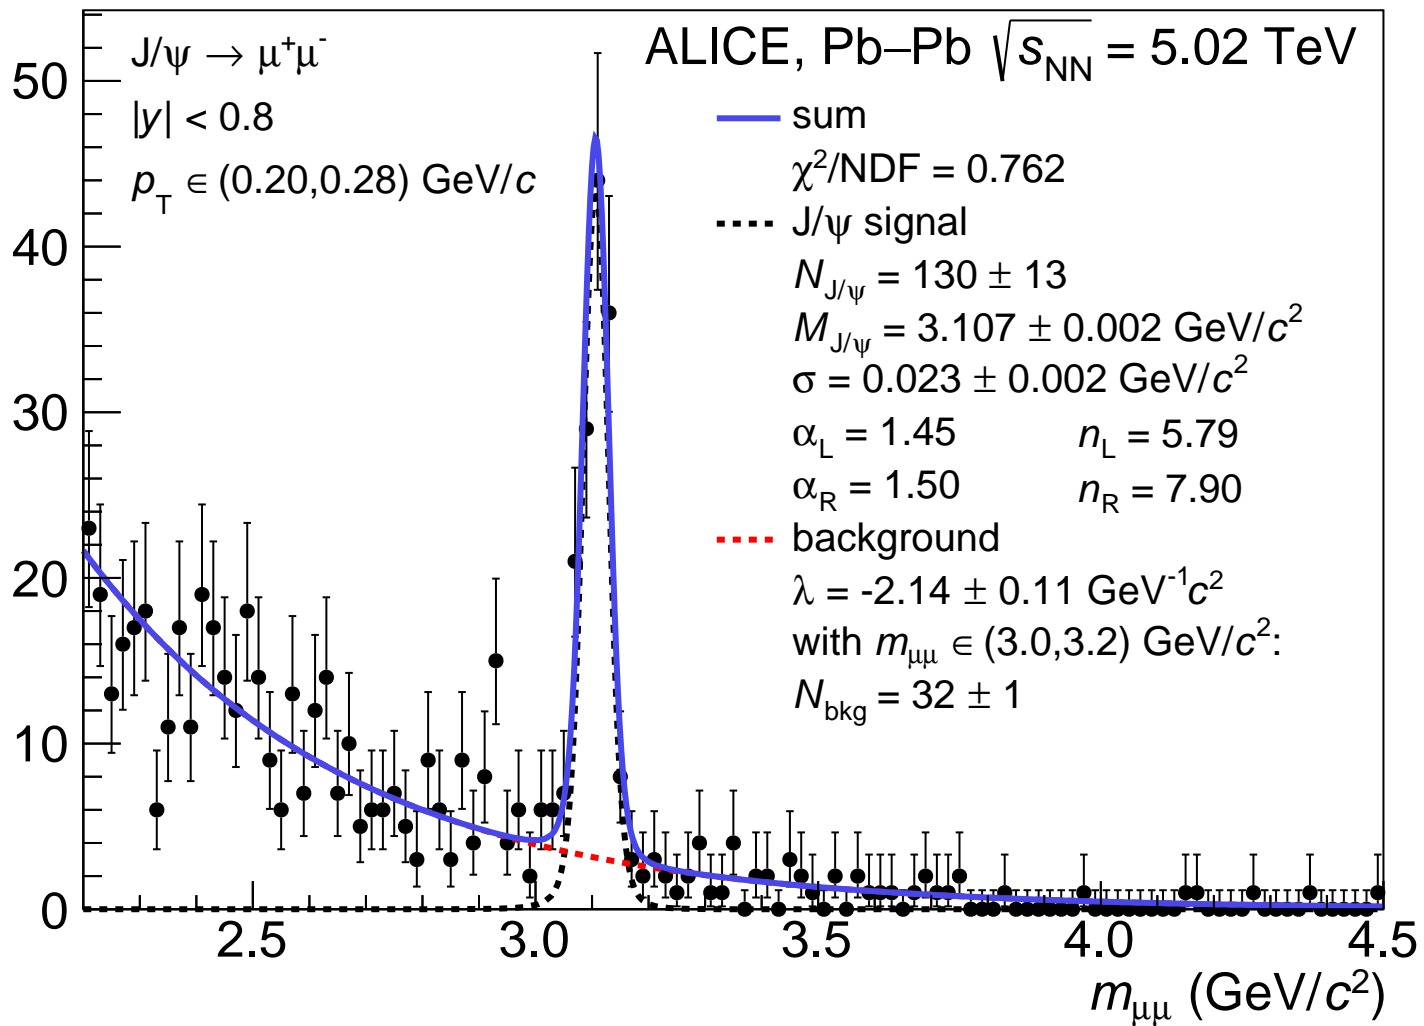 J/ψ → μ⁺μ⁻
|y| < 0.8
p_T ∈ (0.20,0.28) GeV/c
ALICE, Pb–Pb √s_NN = 5.02 TeV
sum
χ²/NDF = 0.762
J/ψ signal
N_J/ψ = 130 ± 13
M_J/ψ = 3.107 ± 0.002 GeV/c²
σ = 0.023 ± 0.002 GeV/c²
α_L = 1.45 n_L = 5.79
α_R = 1.50 n_R = 7.90
background
λ = -2.14 ± 0.11 GeV⁻¹c²
with m_μμ ∈ (3.0,3.2) GeV/c²:
N_bkg = 32 ± 1
50
40
30
20
10
0
2.5 3.0 3.5 4.0 4.5
m_μμ (GeV/c²)